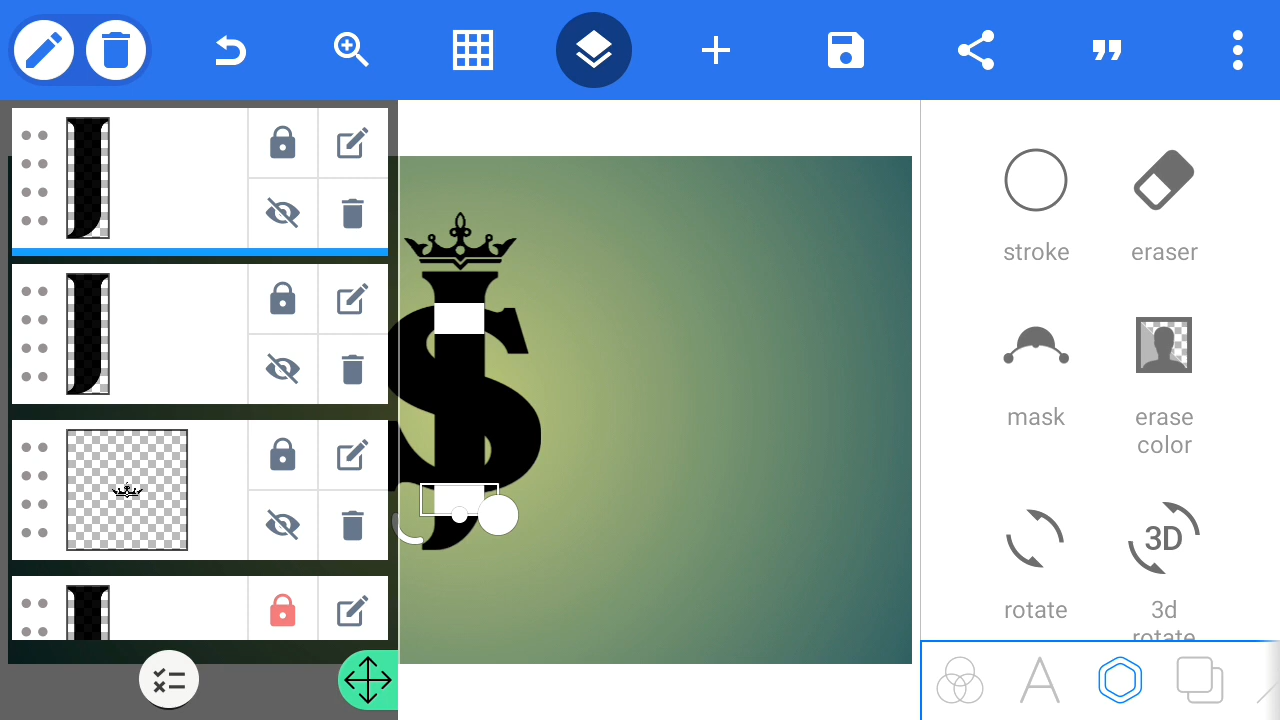 stroke
eraser
mask
erase
color
3D
rotate
3d
rotate
A
J
J
J
S
J